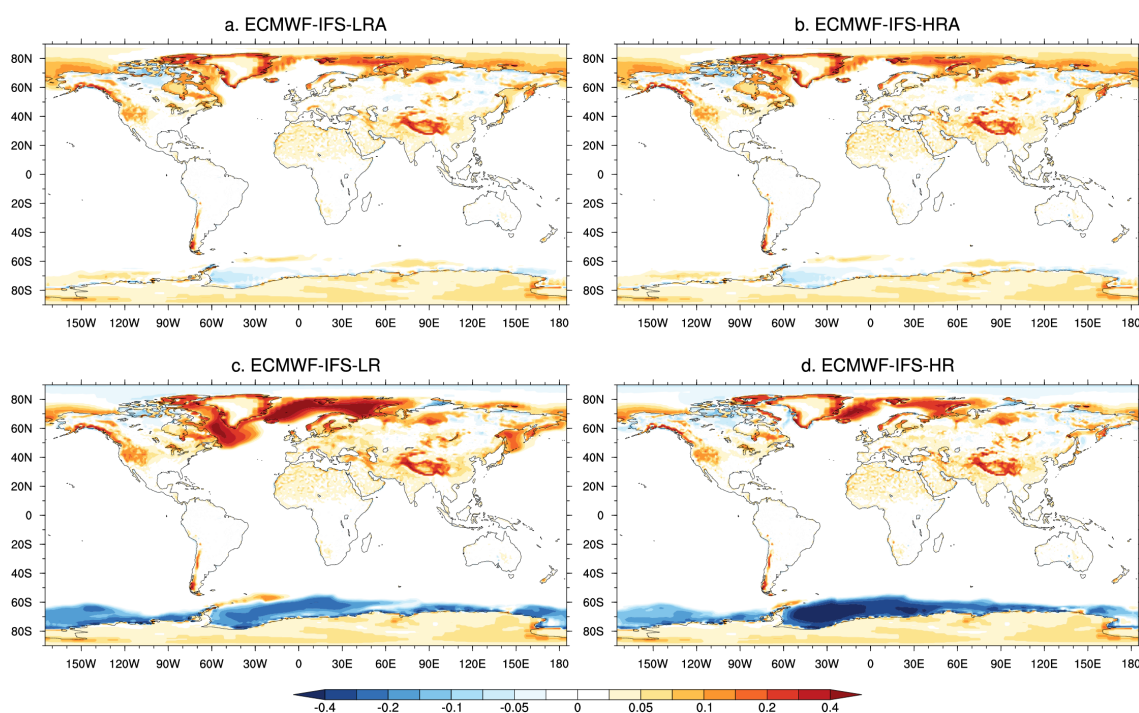 a. ECMWF-IFS-LRA
b. ECMWF-IFS-HRA
80N
60N
40N
20N
0
20S
40S
60S
80S
150W 120W 90W 60W 30W 0 30E 60E 90E 120E 150E 180
80N
60N
40N
20N
0
20S
40S
60S
80S
150W 120W 90W 60W 30W 0 30E 60E 90E 120E 150E 180
c. ECMWF-IFS-LR
d. ECMWF-IFS-HR
80N
60N
40N
20N
0
20S
40S
60S
80S
150W 120W 90W 60W 30W 0 30E 60E 90E 120E 150E 180
80N
60N
40N
20N
0
20S
40S
60S
80S
150W 120W 90W 60W 30W 0 30E 60E 90E 120E 150E 180
-0.4 -0.2 -0.1 -0.05 0 0.05 0.1 0.2 0.4